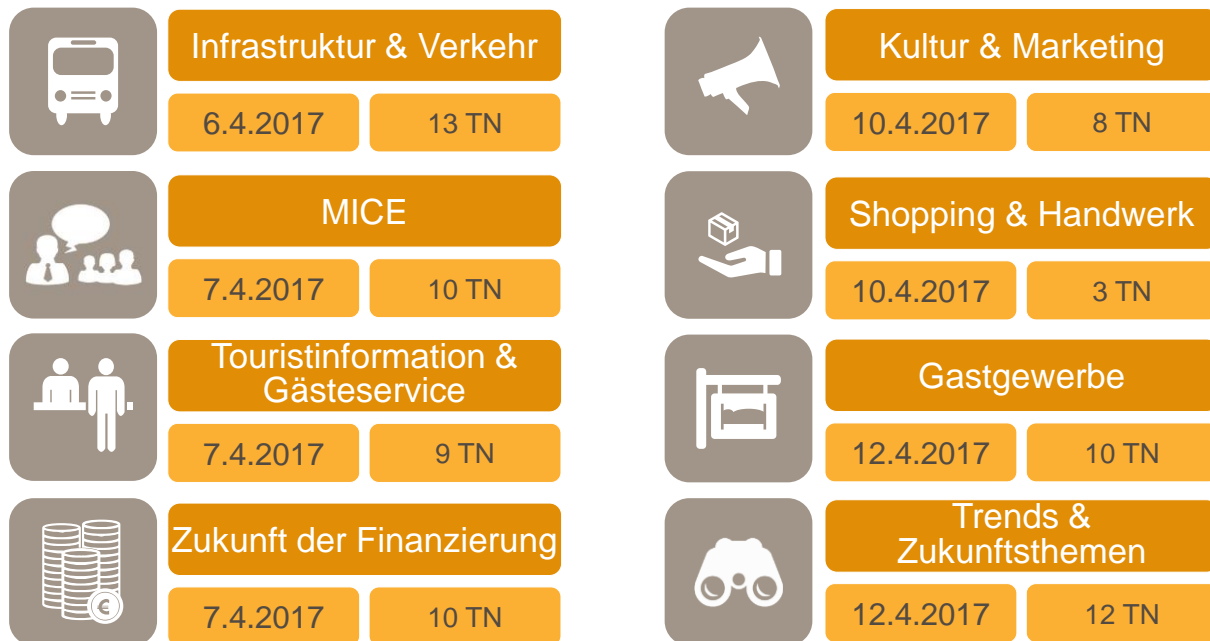 Infrastruktur & Verkehr
6.4.2017
13 TN
MICE
7.4.2017
10 TN
Touristinformation &
Gästeservice
7.4.2017
9 TN
Zukunft der Finanzierung
7.4.2017
10 TN
€
Kultur & Marketing
10.4.2017
8 TN
Shopping & Handwerk
10.4.2017
3 TN
Gastgewerbe
12.4.2017
10 TN
Trends &
Zukunftsthemen
12.4.2017
12 TN